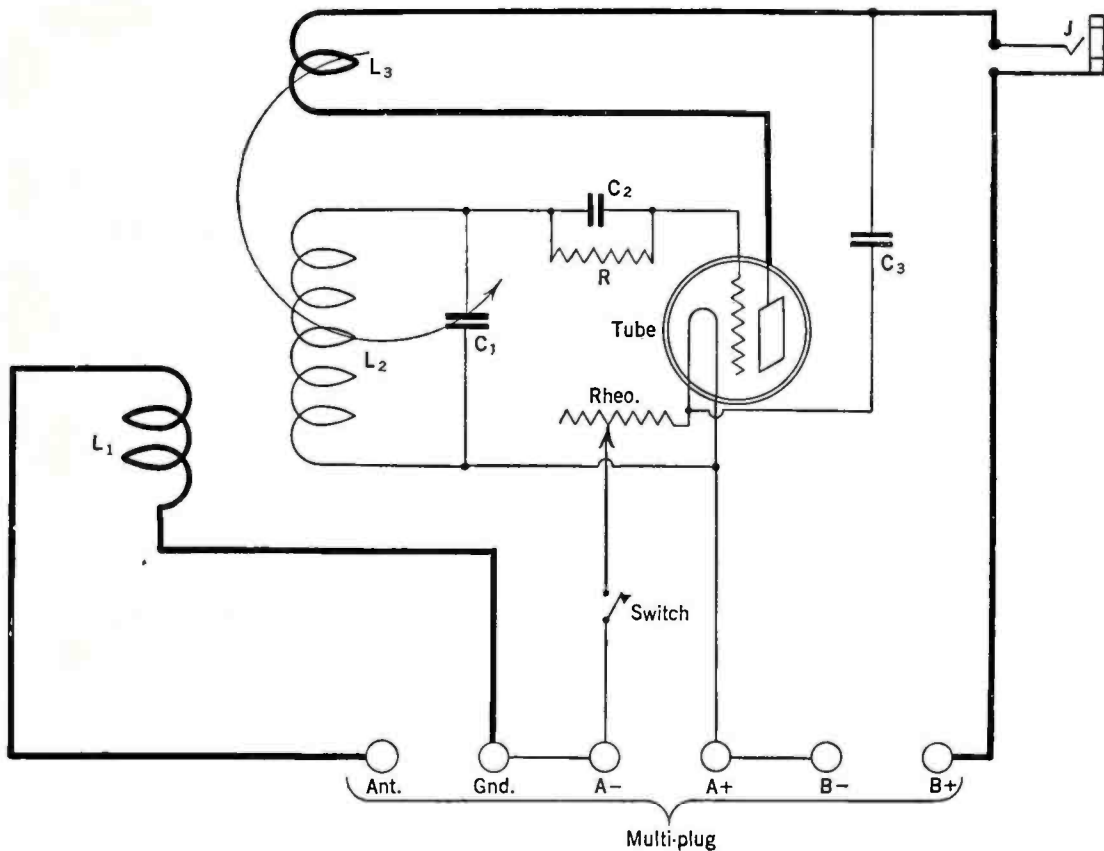 J
L₃
C₂
R
C₃
Tube
L₂
C₁
Rheo.
L₁
Switch
Ant.
Gnd.
A−
A+
B−
B+
Multi-plug